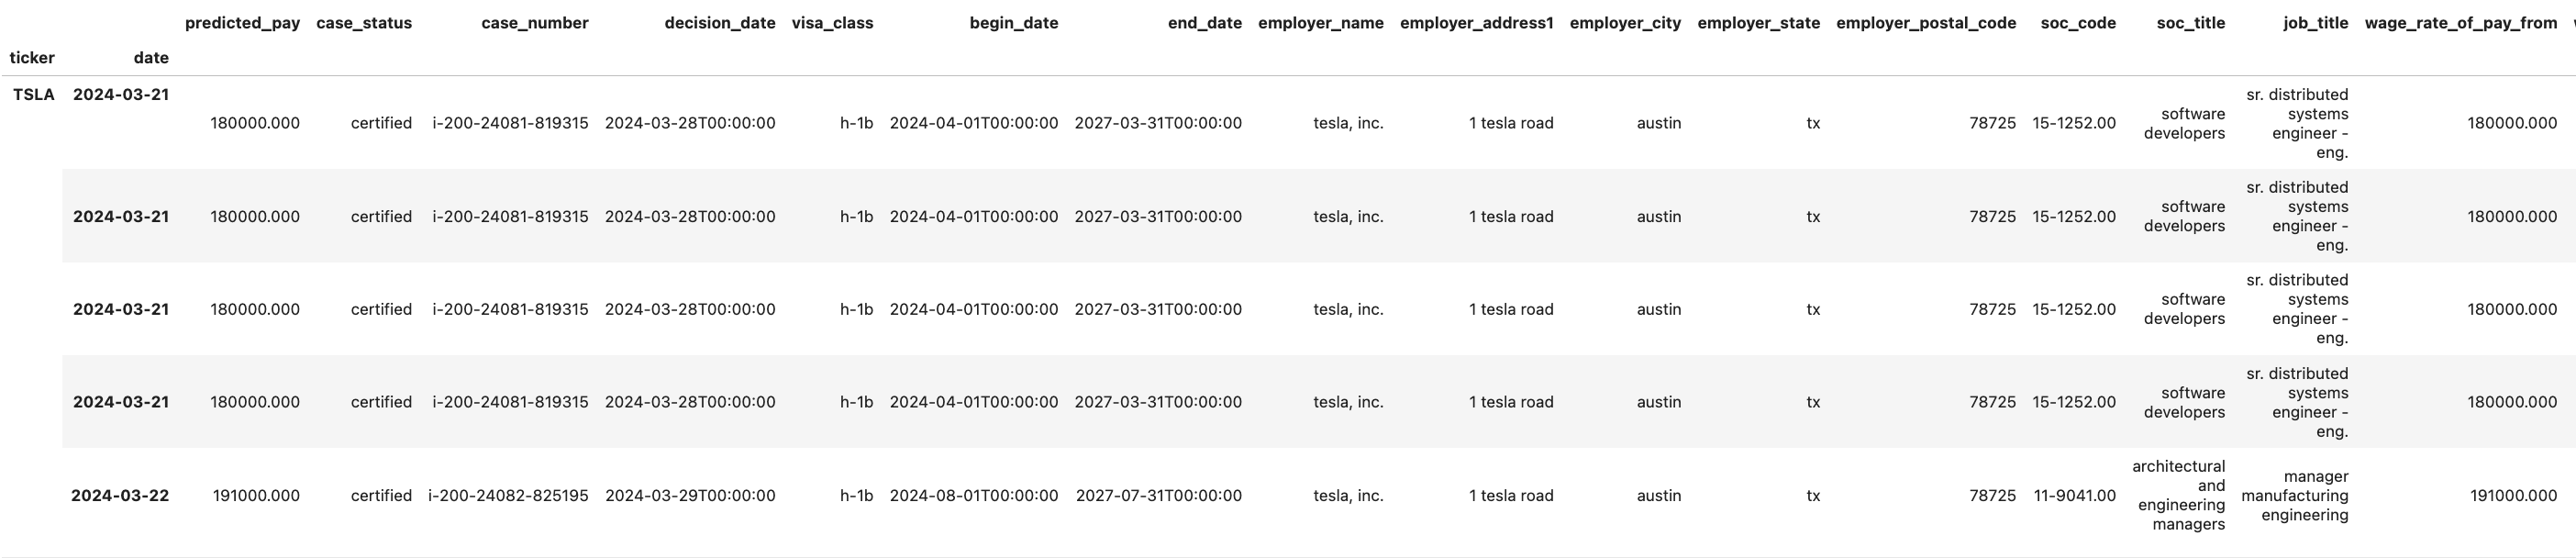 predicted_pay case_status case_number decision_date visa_class begin_date end_date employer_name employer_address1 employer_city employer_state employer_postal_code soc_code soc_title job_title wage_rate_of_pay_from
ticker date
TSLA 2024-03-21 180000.000 certified i-200-24081-819315 2024-03-28T00:00:00 h-1b 2024-04-01T00:00:00 2027-03-31T00:00:00 tesla, inc. 1 tesla road austin tx 78725 15-1252.00 software developers sr. distributed systems engineer - eng. 180000.000
2024-03-21 180000.000 certified i-200-24081-819315 2024-03-28T00:00:00 h-1b 2024-04-01T00:00:00 2027-03-31T00:00:00 tesla, inc. 1 tesla road austin tx 78725 15-1252.00 software developers sr. distributed systems engineer - eng. 180000.000
2024-03-21 180000.000 certified i-200-24081-819315 2024-03-28T00:00:00 h-1b 2024-04-01T00:00:00 2027-03-31T00:00:00 tesla, inc. 1 tesla road austin tx 78725 15-1252.00 software developers sr. distributed systems engineer - eng. 180000.000
2024-03-21 180000.000 certified i-200-24081-819315 2024-03-28T00:00:00 h-1b 2024-04-01T00:00:00 2027-03-31T00:00:00 tesla, inc. 1 tesla road austin tx 78725 15-1252.00 software developers sr. distributed systems engineer - eng. 180000.000
2024-03-22 191000.000 certified i-200-24082-825195 2024-03-29T00:00:00 h-1b 2024-08-01T00:00:00 2027-07-31T00:00:00 tesla, inc. 1 tesla road austin tx 78725 11-9041.00 architectural and engineering managers manager manufacturing engineering 191000.000